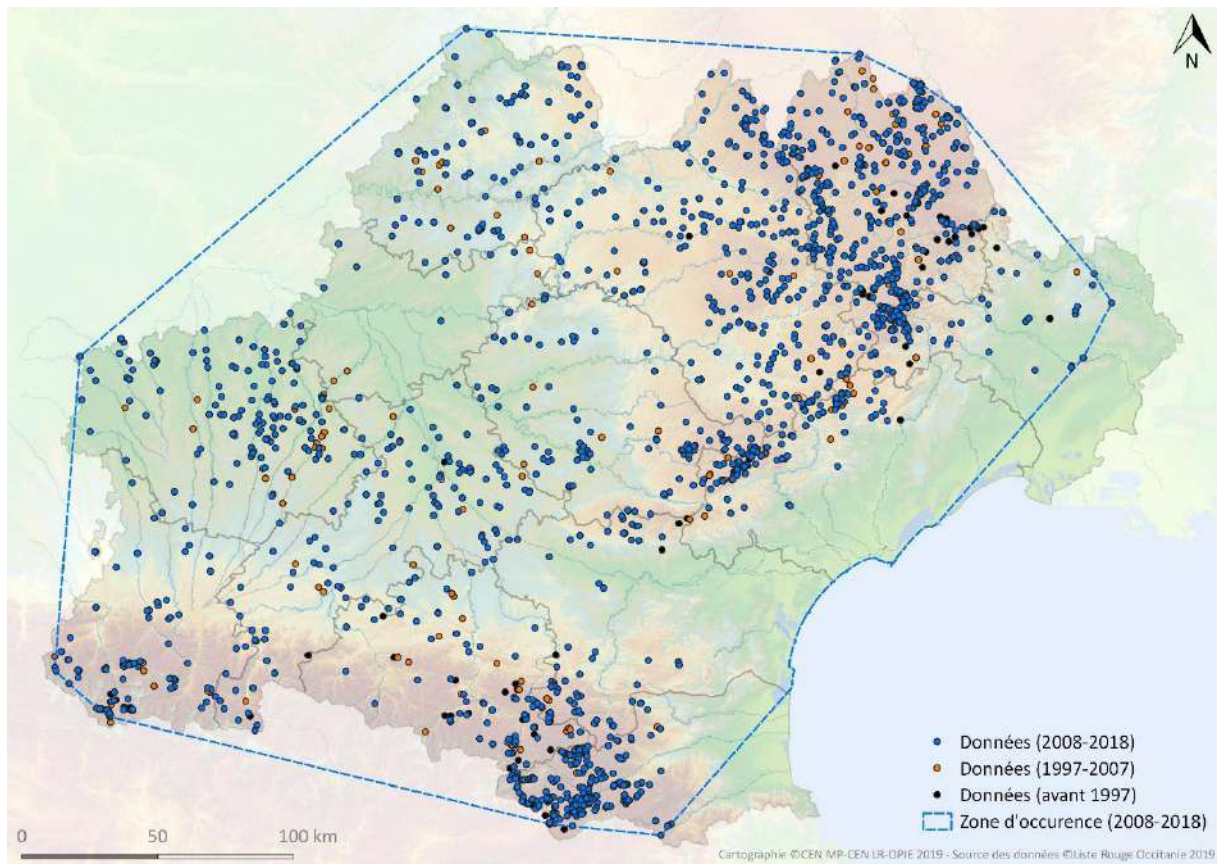 N
Données (2008-2018)
Données (1997-2007)
Données (avant 1997)
Zone d'occurence (2008-2018)
0 50 100 km
Cartographie ©CEN MP-CEN LR-OPIE 2019 - Source des données ©Liste Rouge Occitanie 2019